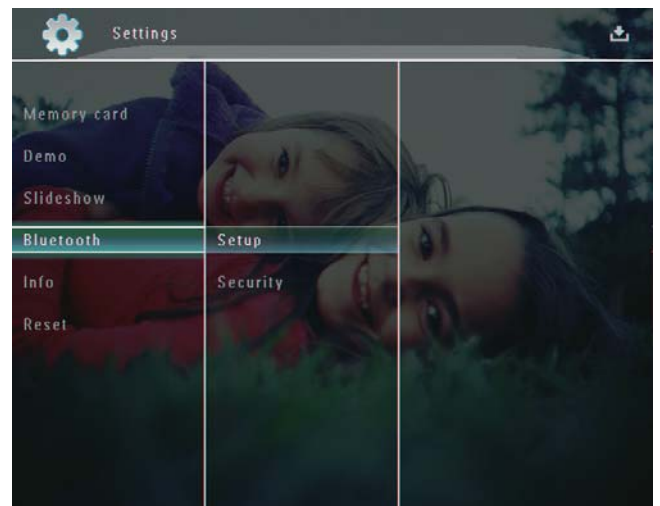 Settings
Memory card
Demo
Slideshow
Bluetooth
Setup
Info
Security
Reset